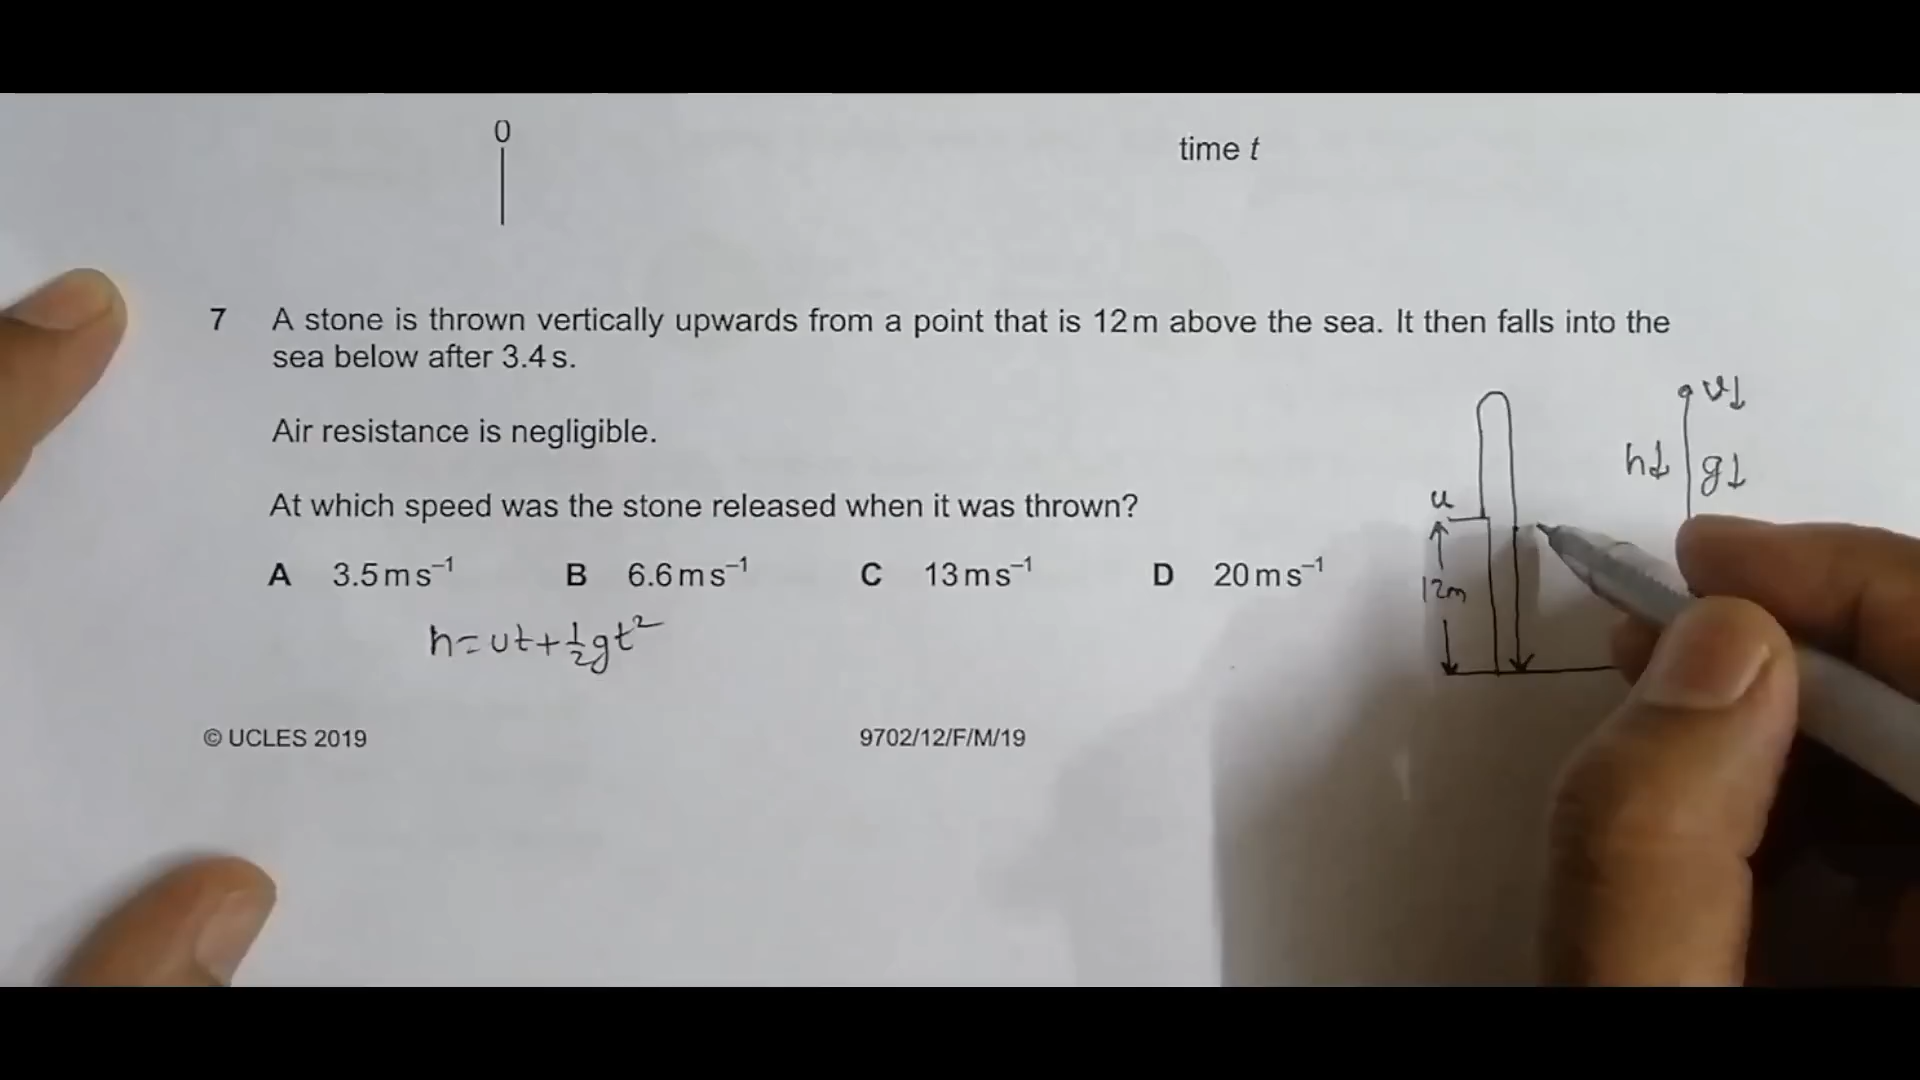 0
time t
7 A stone is thrown vertically upwards from a point that is 12 m above the sea. It then falls into the
sea below after 3.4 s.
Air resistance is negligible.
At which speed was the stone released when it was thrown?
A 3.5 m s⁻¹ B 6.6 m s⁻¹ C 13 m s⁻¹ D 20 m s⁻¹
h = ut + ½gt²
v↓
h↓ g↓
u
12m
© UCLES 2019 9702/12/F/M/19